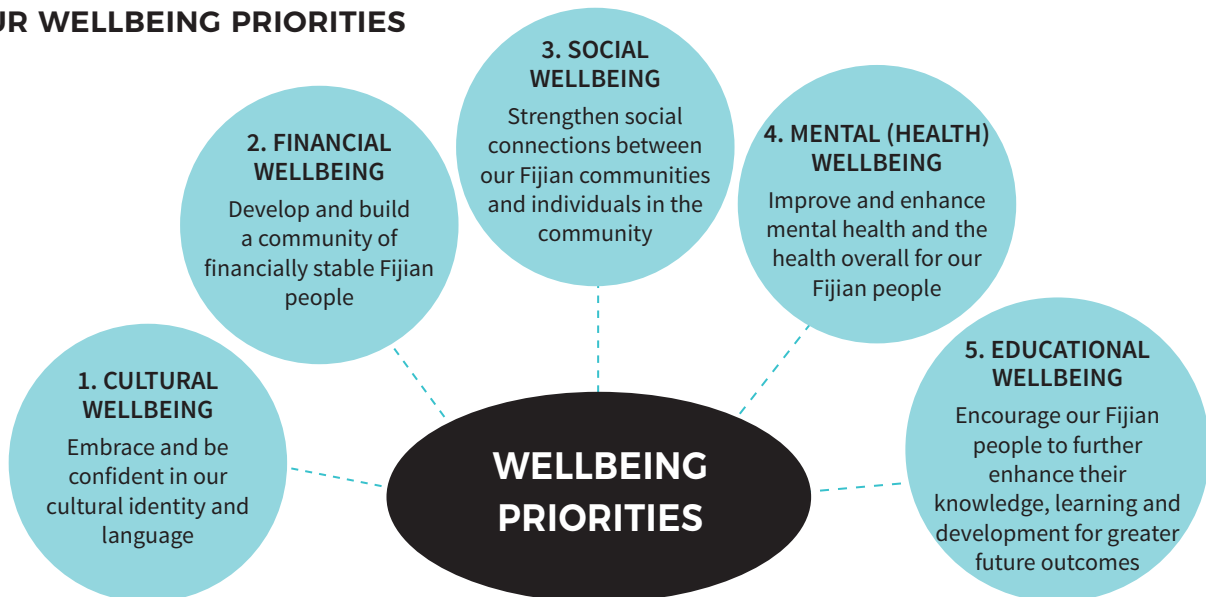 UR WELLBEING PRIORITIES
1. CULTURAL
WELLBEING
Embrace and be
confident in our
cultural identity and
language
2. FINANCIAL
WELLBEING
Develop and build
a community of
financially stable Fijian
people
3. SOCIAL
WELLBEING
Strengthen social
connections between
our Fijian communities
and individuals in the
community
4. MENTAL (HEALTH)
WELLBEING
Improve and enhance
mental health and the
health overall for our
Fijian people
5. EDUCATIONAL
WELLBEING
Encourage our Fijian
people to further
enhance their
knowledge, learning and
development for greater
future outcomes
WELLBEING
PRIORITIES